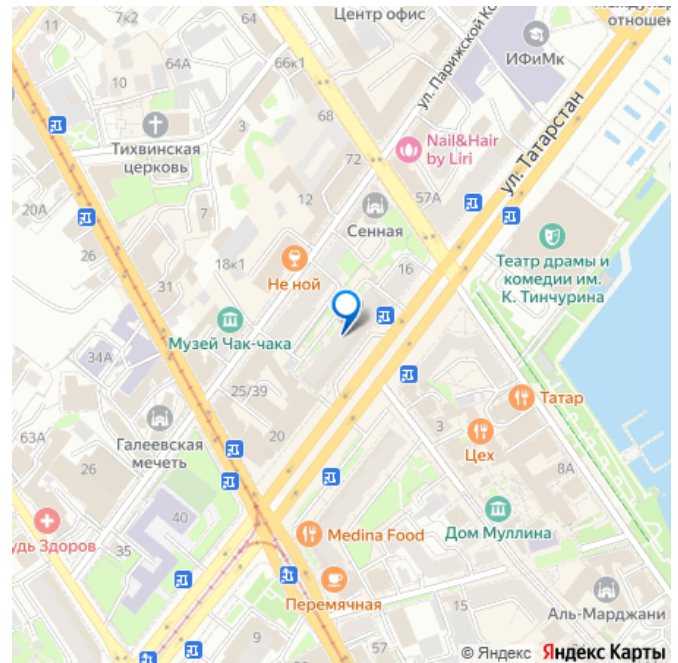 отношен
Центр офис
ИФиМк
64А
66к1
ул. Парижской Ко
10
68
Тихвинская
церковь
3
Nail&Hair
by Liri
ул. Татарстан
72
57А
20А
7
12
Сенная
26
18к1
16
Театр драмы и
комедии им.
К. Тинчурина
31
Не ной
Музей Чак-чака
34А
25/39
Татар
63А
Галеевская
мечеть
20
3
Цех
26
8А
40
удь Здоров
35
Medina Food
Дом Муллина
Перемячная
15
Аль-Марджани
9
57
© Яндекс Яндекс Карты